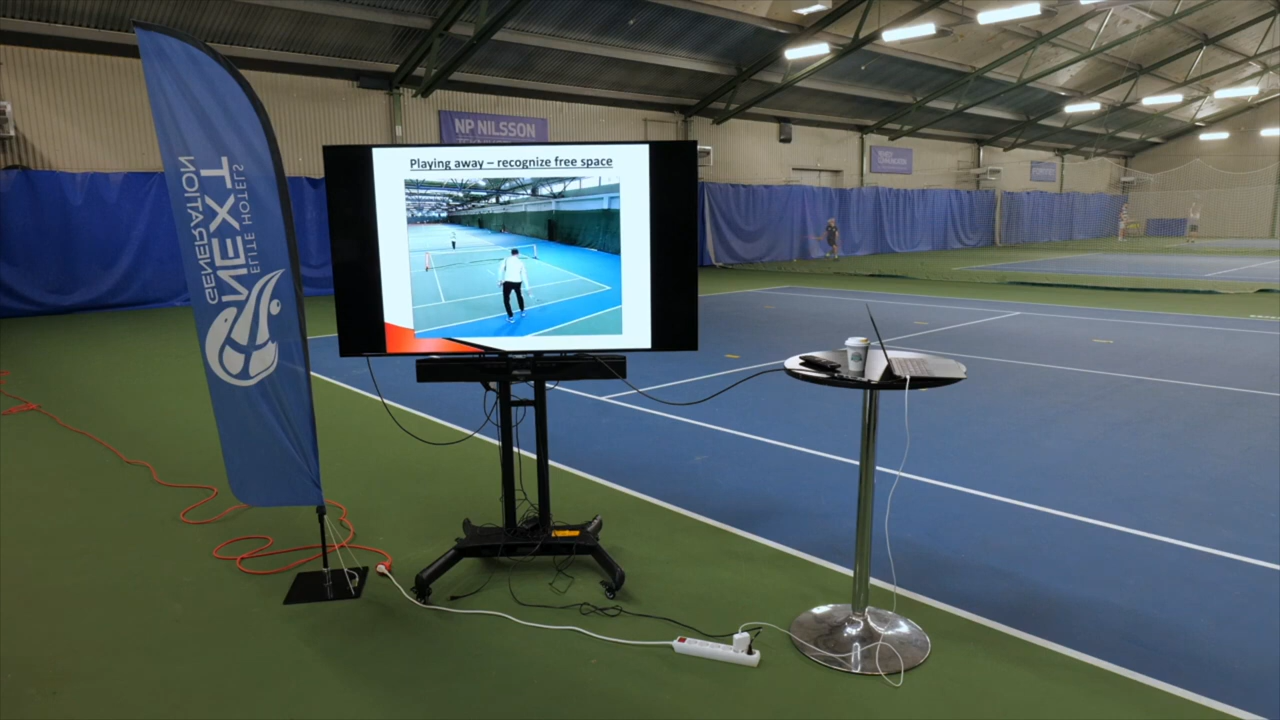 NP NILSSON
Playing away – recognize free space
GENERATION
NEXT
ELITE HOTELS